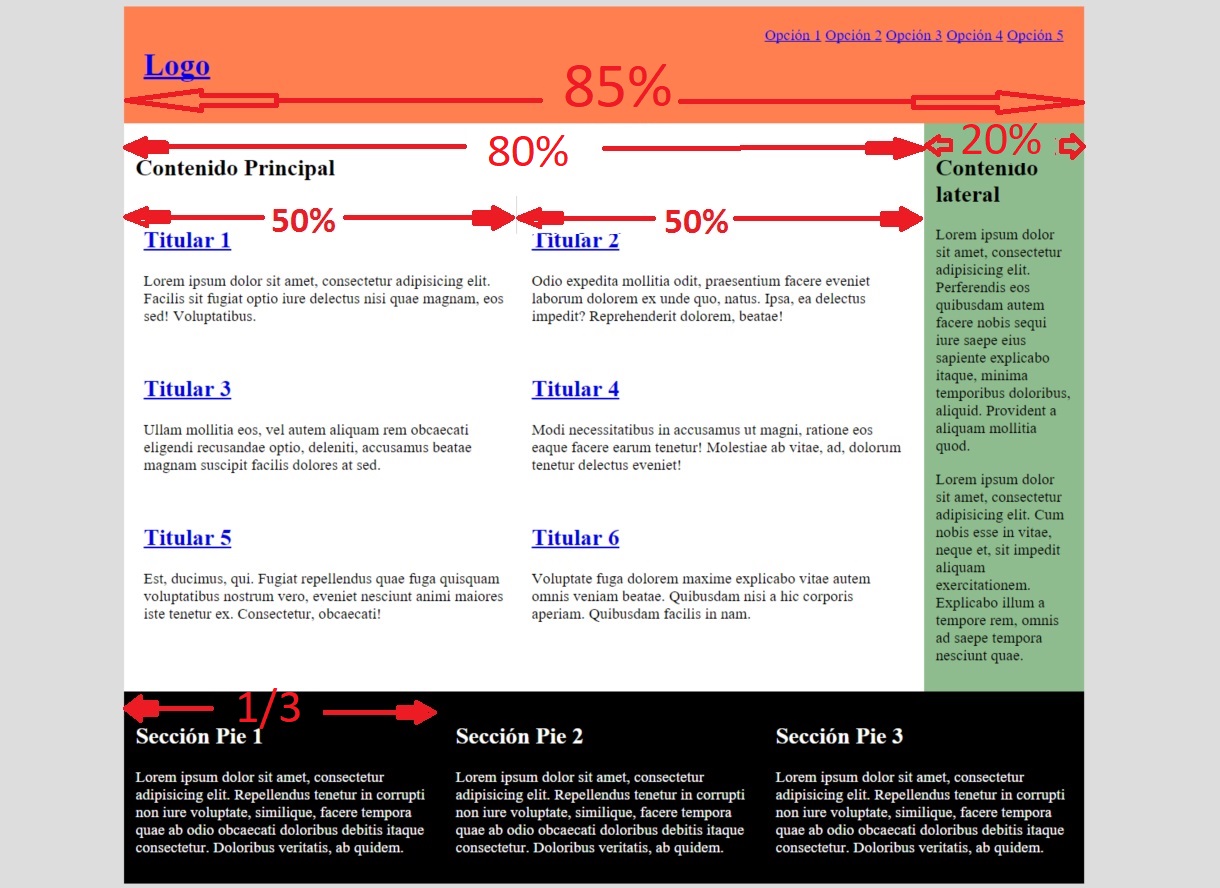 Opción 1 Opción 2 Opción 3 Opción 4 Opción 5
Logo
85%
80%
20%
Contenido Principal
50%
50%
Titular 1
Lorem ipsum dolor sit amet, consectetur adipisicing elit.
Facilis sit fugiat optio iure delectus nisi quae magnam, eos
sed! Voluptatibus.
Titular 2
Odio expedita mollitia odit, praesentium facere eveniet
laborum dolorem ex unde quo, natus. Ipsa, ea delectus
impedit? Reprehenderit dolorem, beatae!
Titular 3
Ullam mollitia eos, vel autem aliquam rem obcaecati
eligendi recusandae optio, deleniti, accusamus beatae
magnam suscipit facilis dolores at sed.
Titular 4
Modi necessitatibus in accusamus ut magni, ratione eos
eaque facere earum tenetur! Molestiae ab vitae, ad, dolorum
tenetur delectus eveniet!
Titular 5
Est, ducimus, qui. Fugiat repellendus quae fuga quisquam
voluptatibus nostrum vero, eveniet nesciunt animi maiores
iste tenetur ex. Consectetur, obcaecati!
Titular 6
Voluptate fuga dolorem maxime explicabo vitae autem
omnis veniam beatae. Quibusdam nisi a hic corporis
aperiam. Quibusdam facilis in nam.
Contenido
lateral
Lorem ipsum dolor
sit amet, consectetur
adipisicing elit.
Perferendis eos
quibusdam autem
facere nobis sequi
iure saepe eius
sapiente explicabo
itaque, minima
temporibus doloribus,
aliquid. Provident a
aliquam mollitia
quod.
Lorem ipsum dolor
sit amet, consectetur
adipisicing elit. Cum
nobis esse in vitae,
neque et, sit impedit
aliquam
exercitationem.
Explicabo illum a
tempore rem, omnis
ad saepe tempora
nesciunt quae.
1/3
Sección Pie 1
Lorem ipsum dolor sit amet, consectetur
adipisicing elit. Repellendus tenetur in corrupti
non iure voluptate, similique, facere tempora
quae ab odio obcaecati doloribus debitis itaque
consectetur. Doloribus veritatis, ab quidem.
Sección Pie 2
Lorem ipsum dolor sit amet, consectetur
adipisicing elit. Repellendus tenetur in corrupti
non iure voluptate, similique, facere tempora
quae ab odio obcaecati doloribus debitis itaque
consectetur. Doloribus veritatis, ab quidem.
Sección Pie 3
Lorem ipsum dolor sit amet, consectetur
adipisicing elit. Repellendus tenetur in corrupti
non iure voluptate, similique, facere tempora
quae ab odio obcaecati doloribus debitis itaque
consectetur. Doloribus veritatis, ab quidem.